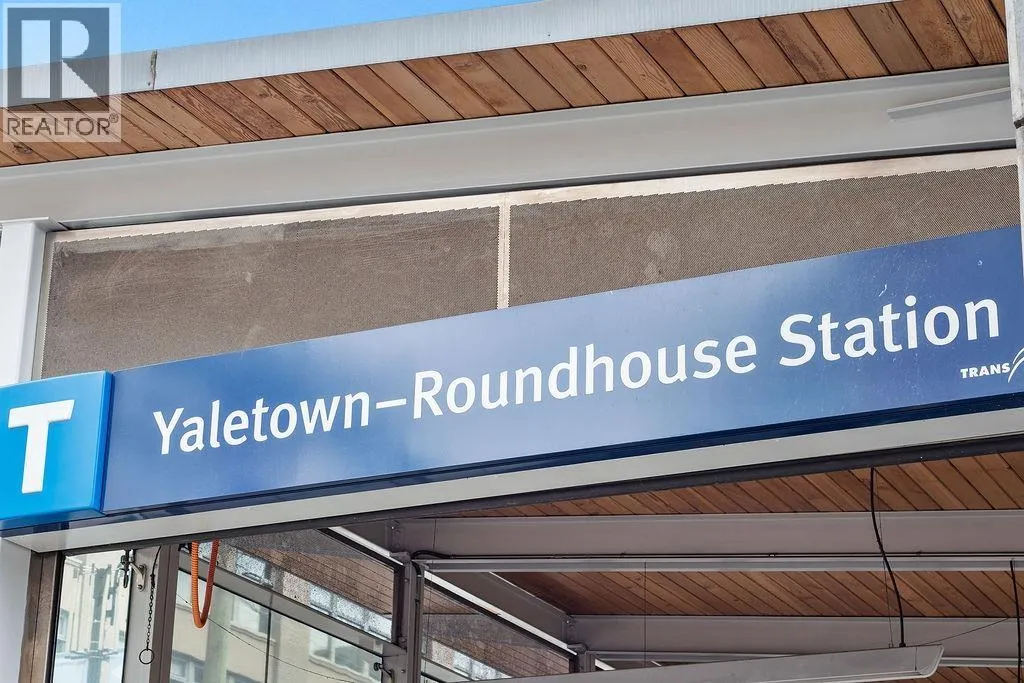 R
REALTOR®
Yaletown–Roundhouse Station
TRANS
T